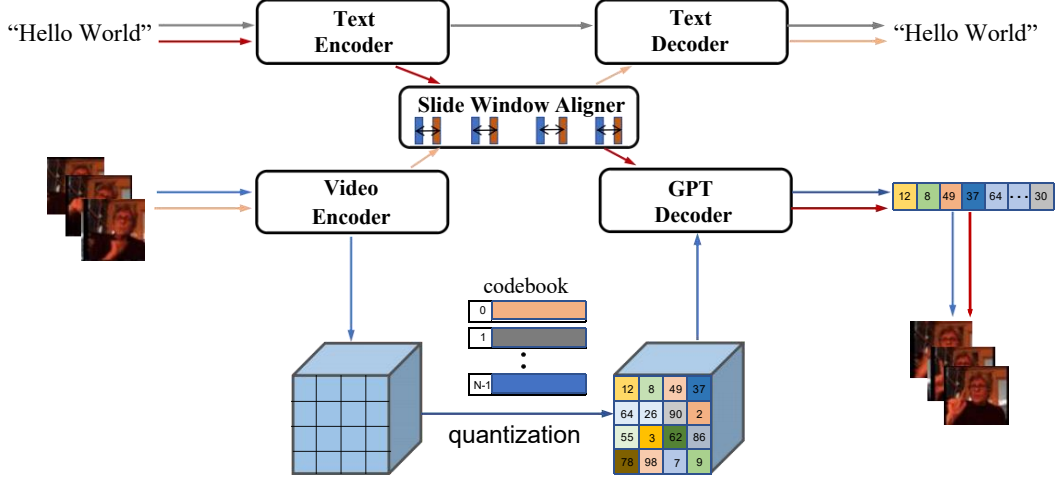 “Hello World”
Text
Encoder
Text
Decoder
“Hello World”
Slide Window Aligner
Video
Encoder
GPT
Decoder
12 8 49 37 64 ··· 30
codebook
0
1
N-1
12 8 49 37
64 26 90 2
55 3 62 86
78 98 7 9
quantization